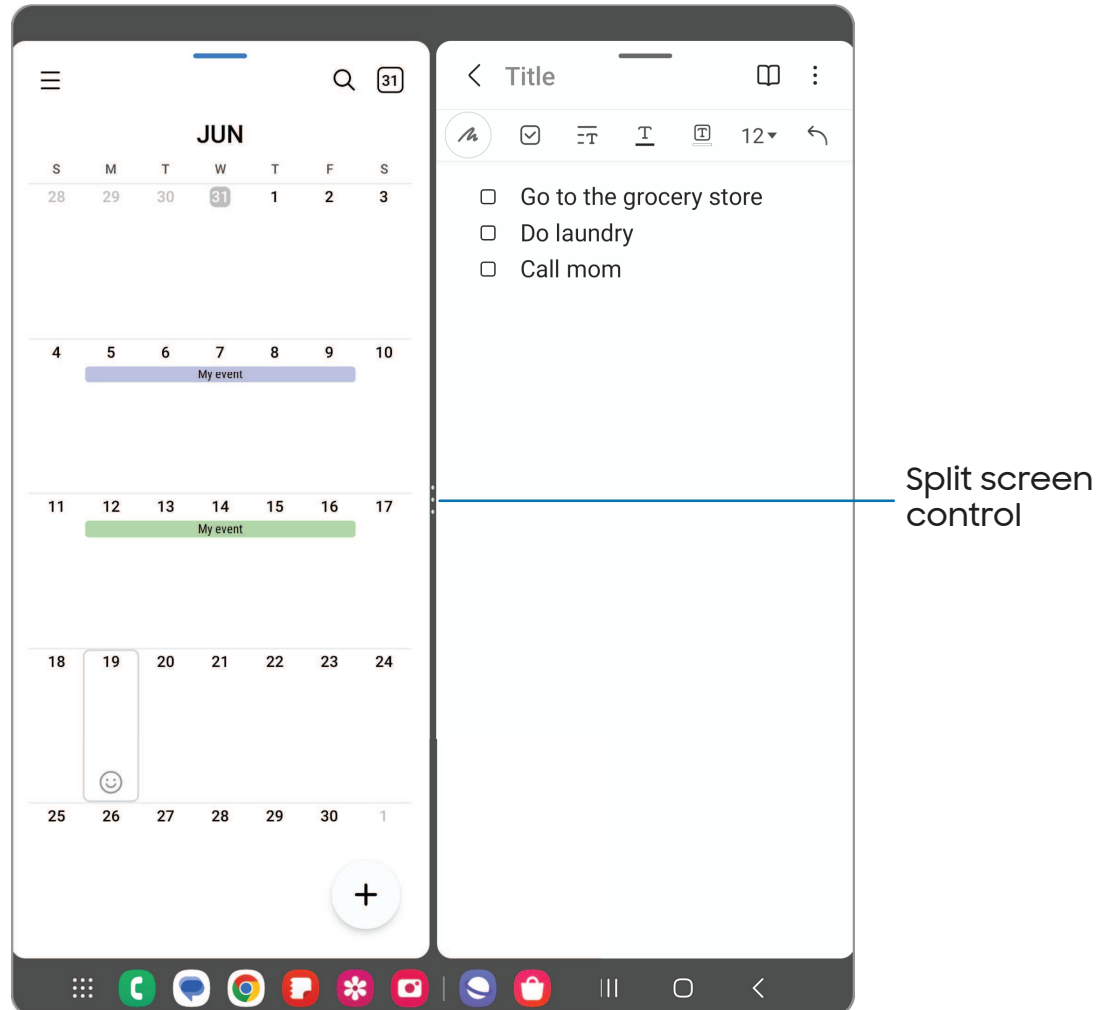 31
JUN
S M T W T F S
28 29 30 31 1 2 3
4 5 6 7 8 9 10
My event
11 12 13 14 15 16 17
My event
18 19 20 21 22 23 24
25 26 27 28 29 30 1
Title
T T T 12
Go to the grocery store
Do laundry
Call mom
Split screen
control